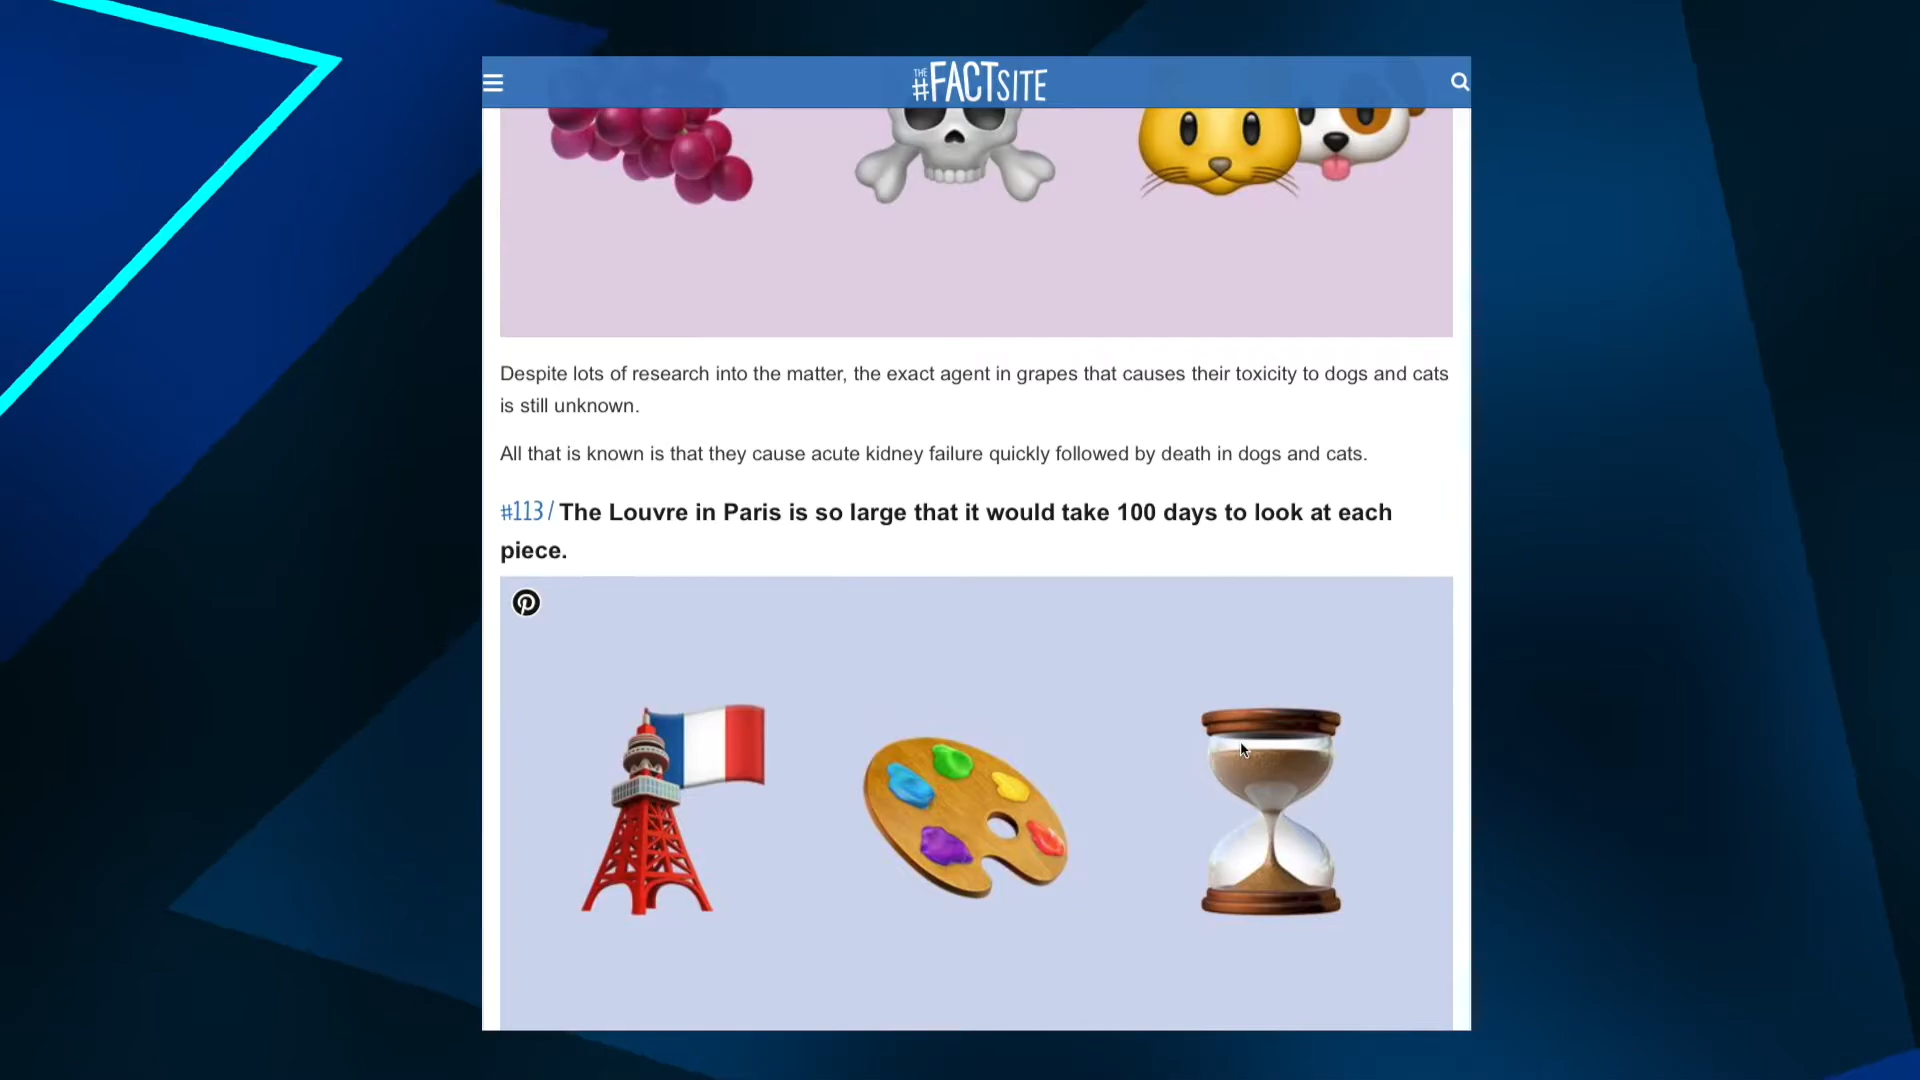 THE #FACTSITE
Despite lots of research into the matter, the exact agent in grapes that causes their toxicity to dogs and cats
is still unknown.
All that is known is that they cause acute kidney failure quickly followed by death in dogs and cats.
#113/ The Louvre in Paris is so large that it would take 100 days to look at each
piece.